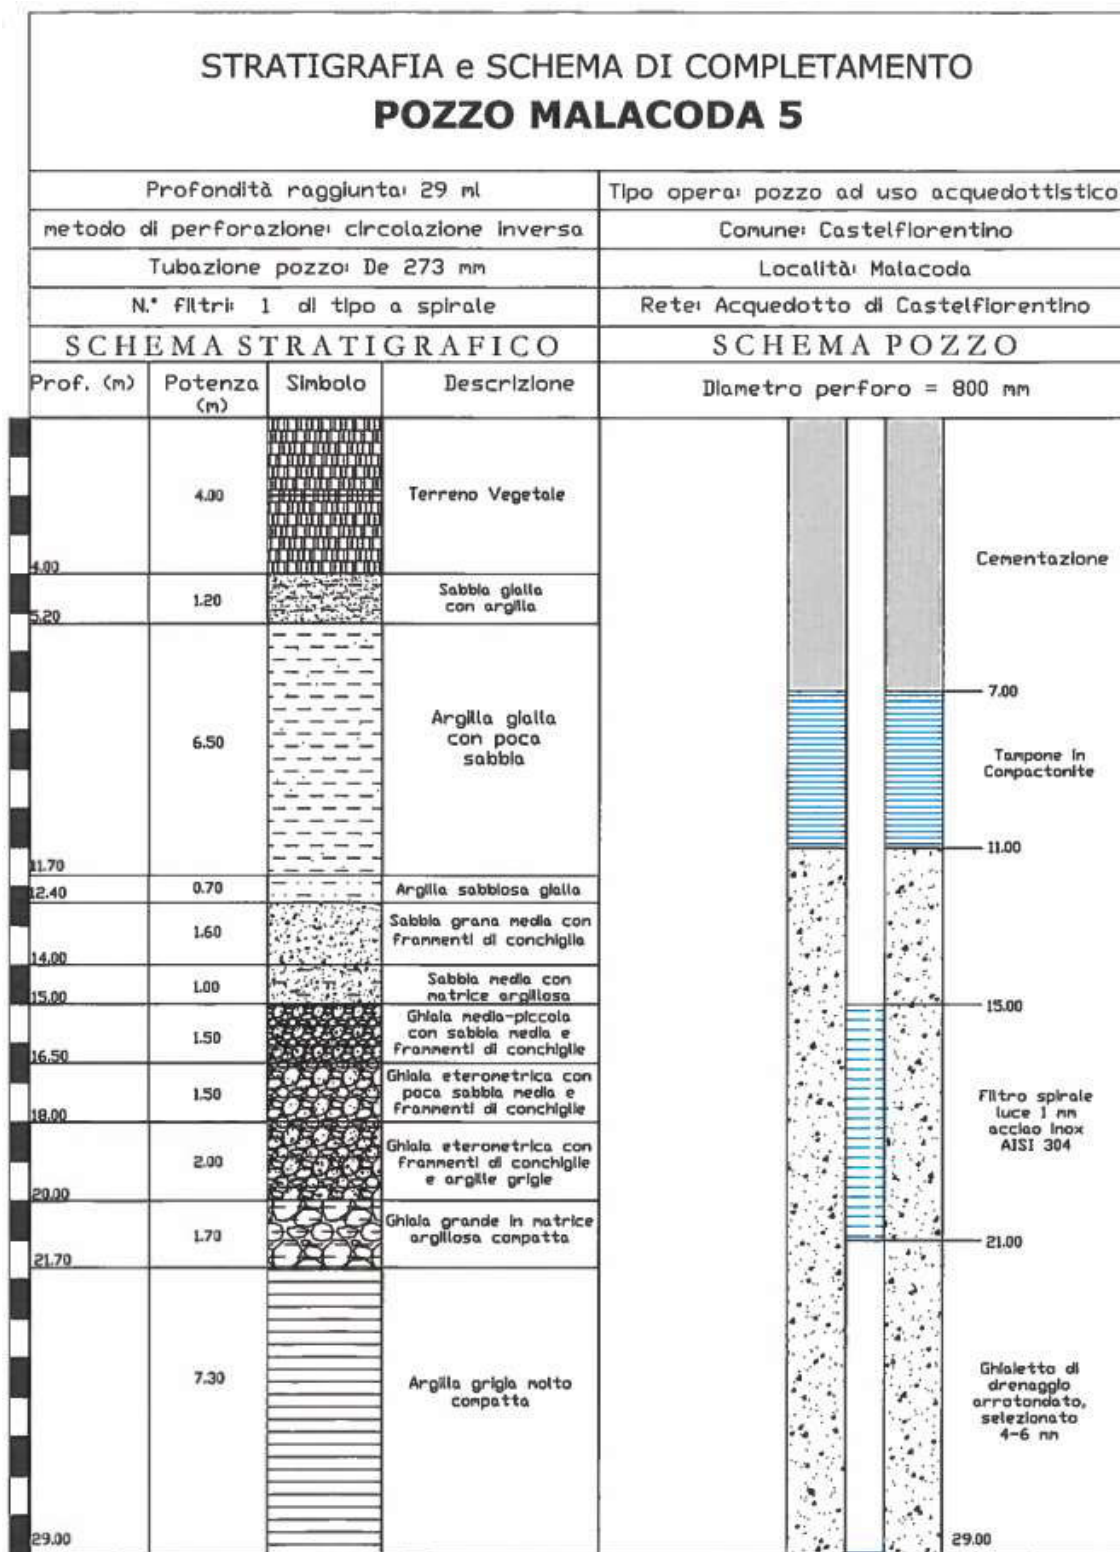 STRATIGRAFIA e SCHEMA DI COMPLETAMENTO
POZZO MALACODA 5
Profondità raggiunta: 29 ml
Tipo opera: pozzo ad uso acquedottistico
metodo di perforazione: circolazione inversa
Comune: Castelfiorentino
Tubazione pozzo: De 273 mm
Località: Malacoda
N.° filtri: 1 di tipo a spirale
Rete: Acquedotto di Castelfiorentino
SCHEMA STRATIGRAFICO
SCHEMA POZZO
Prof. (m)
Potenza
(m)
Simbolo
Descrizione
Diametro perforo = 800 mm
4.00
Terreno Vegetale
4.00
1.20
Sabbia gialla
con argilla
5.20
6.50
Argilla gialla
con poca
sabbia
11.70
0.70
Argilla sabbiosa gialla
12.40
1.60
Sabbia grana media con
frammenti di conchiglia
14.00
1.00
Sabbia media con
matrice argillosa
15.00
1.50
Ghiaia media-piccola
con sabbia media e
frammenti di conchiglie
16.50
1.50
Ghiaia eterometrica con
poca sabbia media e
frammenti di conchiglie
18.00
2.00
Ghiaia eterometrica con
frammenti di conchiglie
e argille grigie
20.00
1.70
Ghiaia grande in matrice
argillosa compatta
21.70
7.30
Argilla grigia molto
compatta
29.00
Cementazione
7.00
Tampone in
Compactonite
11.00
15.00
Filtro spirale
luce 1 mm
acciao inox
AISI 304
21.00
Ghiaietto di
drenaggio
arrotondato,
selezionato
4-6 mm
29.00